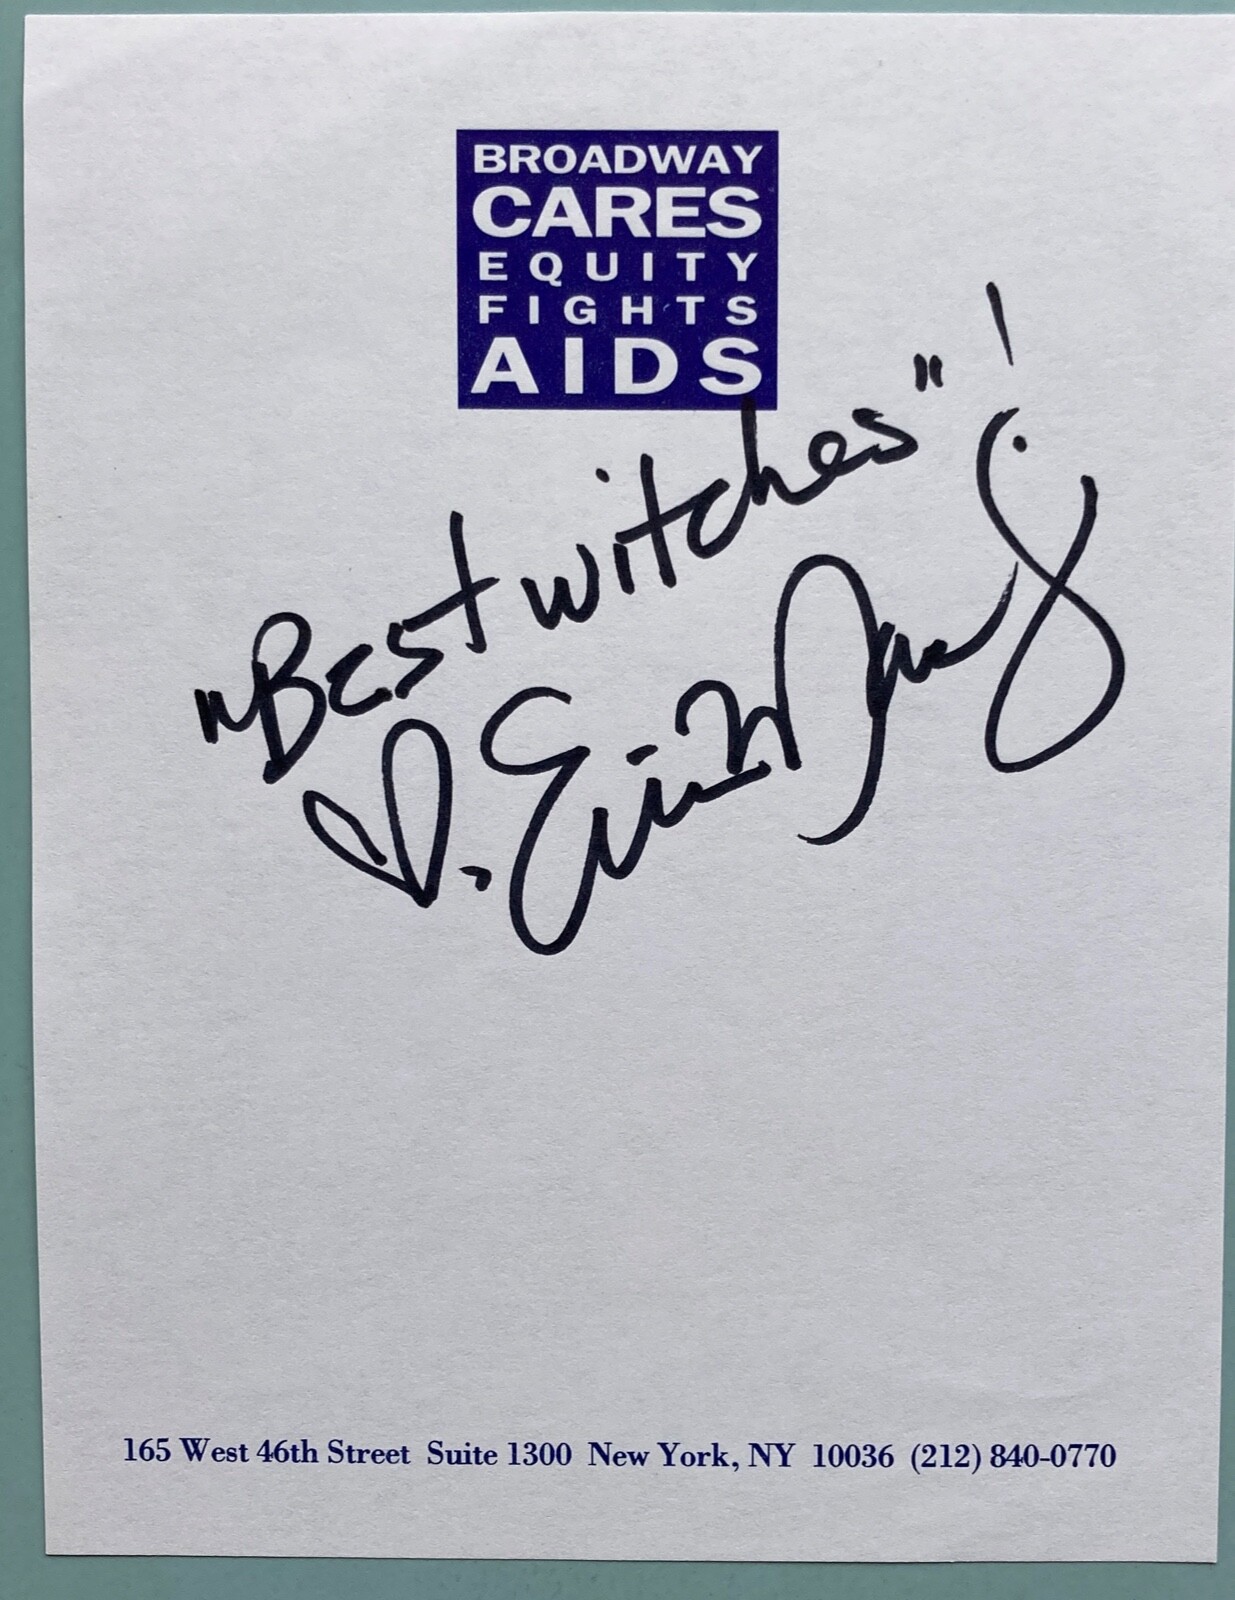 BROADWAY
CARES
EQUITY
FIGHTS
AIDS
"Best witches"!
165 West 46th Street Suite 1300 New York, NY 10036 (212) 840-0770